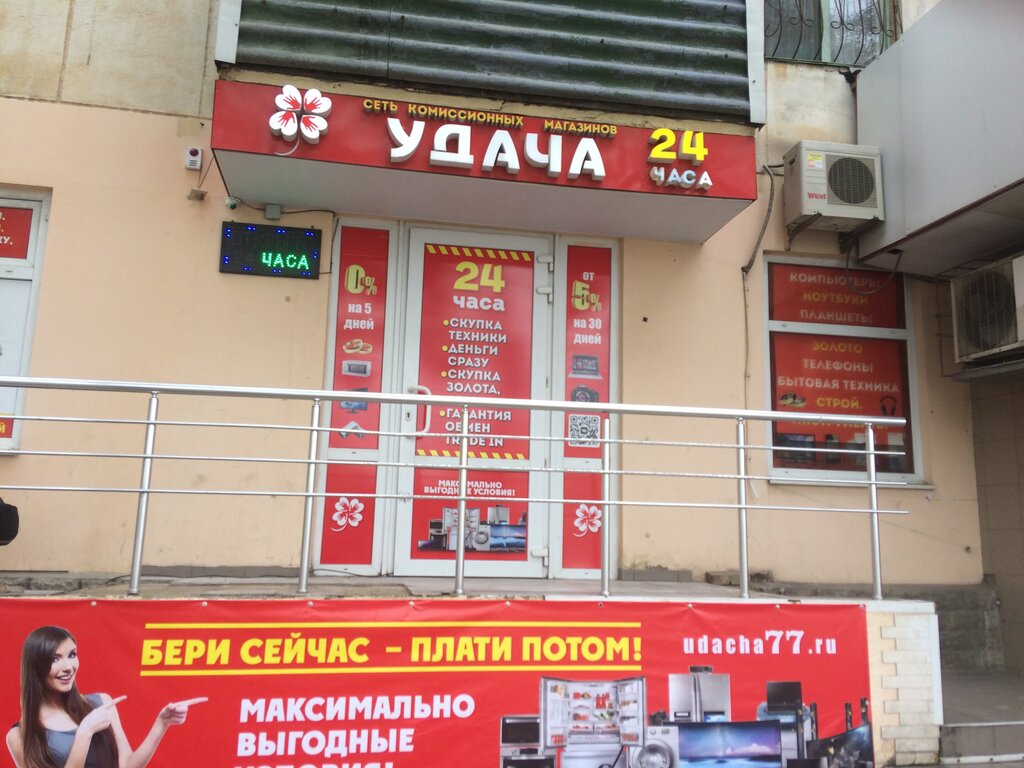 СЕТЬ КОМИССИОННЫХ МАГАЗИНОВ
УДАЧА
24
ЧАСА
ЧАСА
0%
на 5
дней
24
часа
•СКУПКА
ТЕХНИКИ
•ДЕНЬГИ
СРАЗУ
•СКУПКА
ЗОЛОТА,
•ГАРАНТИЯ
ОБМЕН
TRADE IN
МАКСИМАЛЬНО
ВЫГОДНЫЕ УСЛОВИЯ!
от
5%
на 30
дней
West
КОМПЬЮТЕРЫ
НОУТБУКИ
ПЛАНШЕТЫ
ЗОЛОТО
ТЕЛЕФОНЫ
БЫТОВАЯ ТЕХНИКА
СТРОЙ.
БЕРИ СЕЙЧАС – ПЛАТИ ПОТОМ!
udacha77.ru
МАКСИМАЛЬНО
ВЫГОДНЫЕ
УСЛОВИЯ!